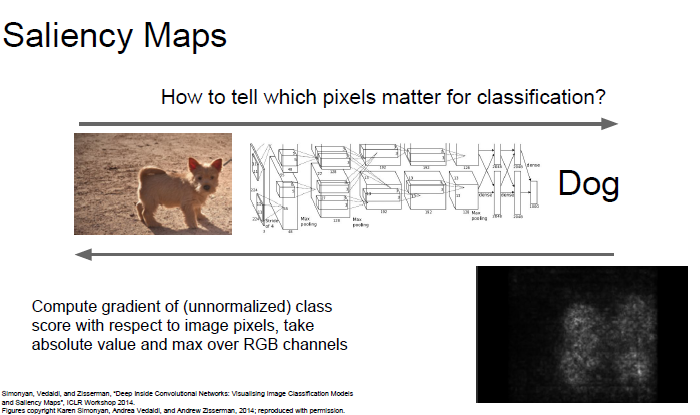 Saliency Maps
How to tell which pixels matter for classification?
Dog
Max
pooling
Max
pooling
Max
pooling
dense
dense
dense
Compute gradient of (unnormalized) class
score with respect to image pixels, take
absolute value and max over RGB channels
Simonyan, Vedaldi, and Zisserman, "Deep Inside Convolutional Networks: Visualising Image Classification Models
and Saliency Maps", ICLR Workshop 2014.
Figures copyright Karen Simonyan, Andrea Vedaldi, and Andrew Zisserman, 2014; reproduced with permission.